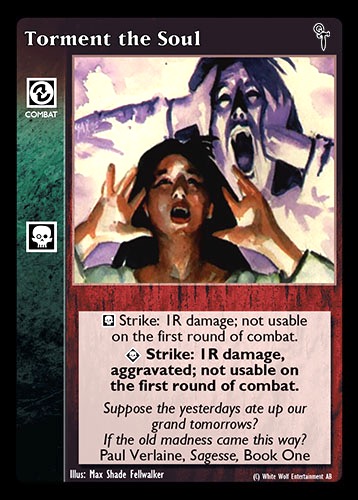 Torment the Soul
COMBAT
Strike: 1R damage; not usable
on the first round of combat.
Strike: 1R damage,
aggravated; not usable on
the first round of combat.
Suppose the yesterdays ate up our
grand tomorrows?
If the old madness came this way?
Paul Verlaine, Sagesse, Book One
Illus: Max Shade Fellwalker
(C) White Wolf Entertainment AB